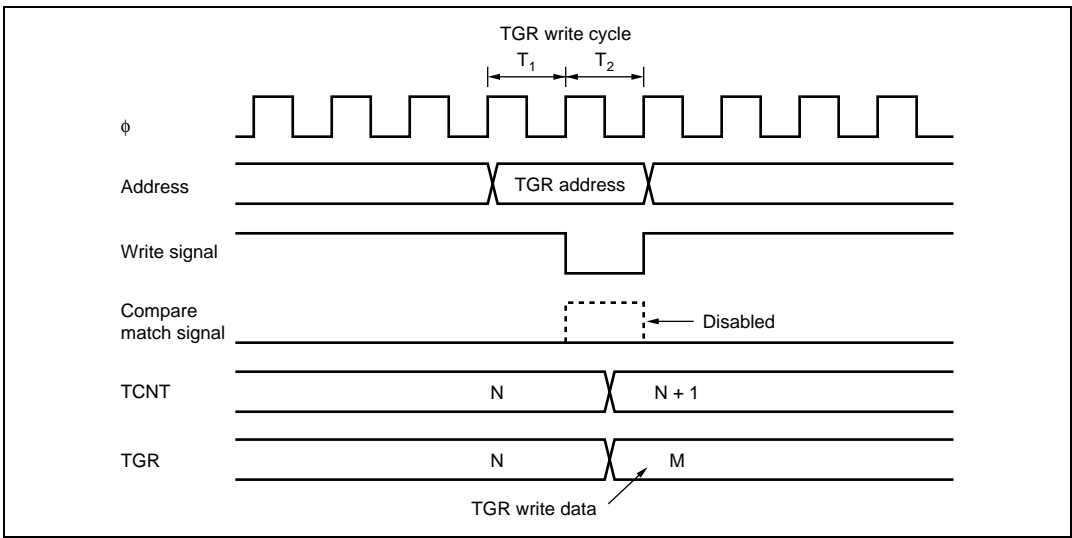 TGR write cycle
T1 T2
φ
Address TGR address
Write signal
Compare
match signal Disabled
TCNT N N + 1
TGR N M
TGR write data